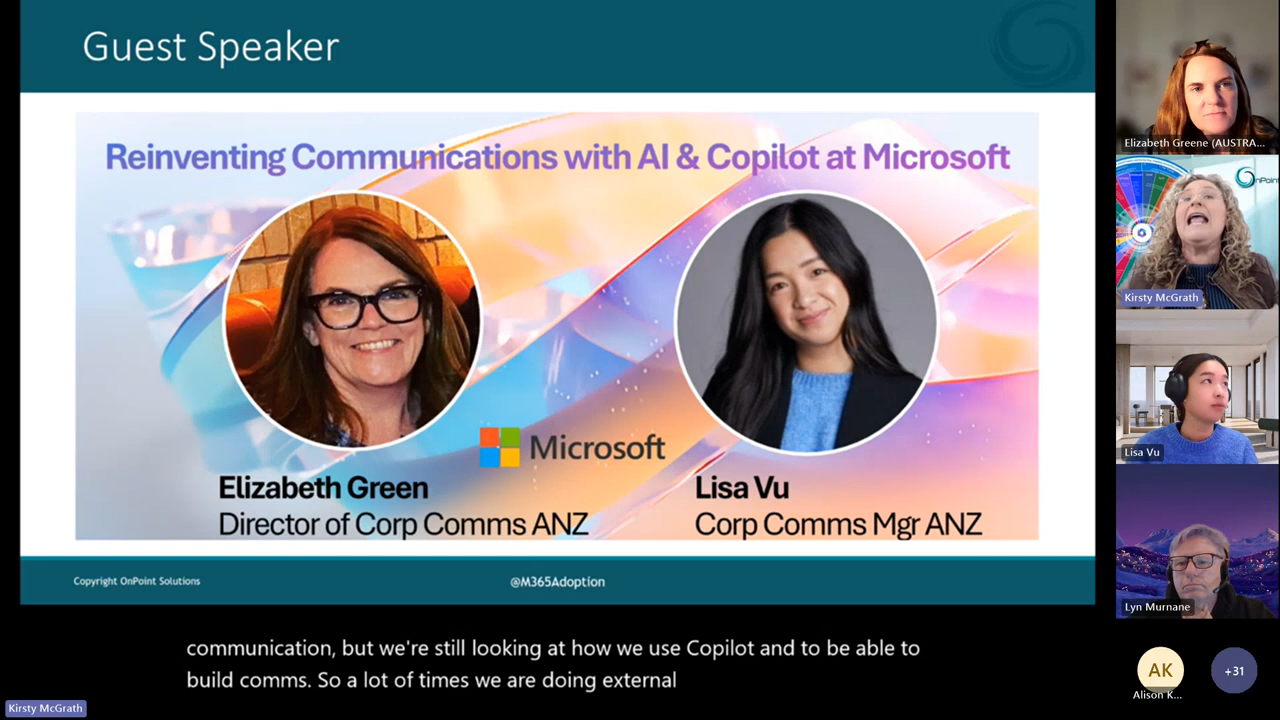 Guest Speaker
Reinventing Communications with AI & Copilot at Microsoft
Microsoft
Elizabeth Green
Director of Corp Comms ANZ
Lisa Vu
Corp Comms Mgr ANZ
Copyright OnPoint Solutions
@M365Adoption
communication, but we're still looking at how we use Copilot and to be able to
build comms. So a lot of times we are doing external
Kirsty McGrath
Elizabeth Greene (AUSTRA...
OnPoint
Kirsty McGrath
Lisa Vu
Lyn Murnane
AK
Alison K...
+31